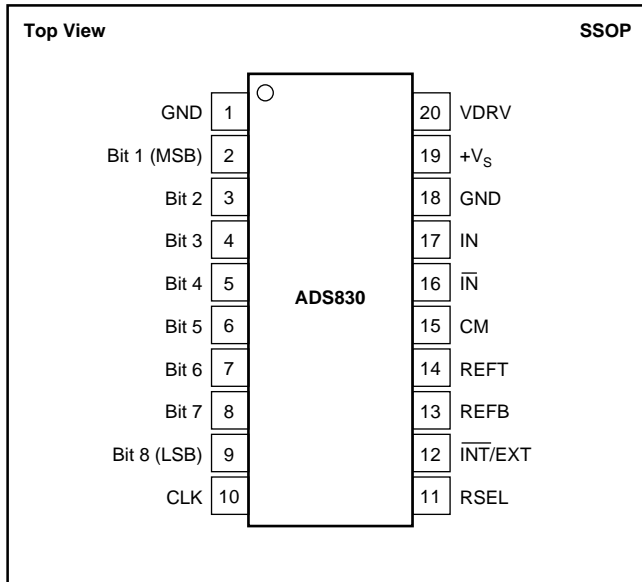 Top View SSOP
GND 1 20 VDRV
Bit 1 (MSB) 2 19 +VS
Bit 2 3 18 GND
Bit 3 4 17 IN
Bit 4 5 16 I̅N̅
Bit 5 6 15 CM
Bit 6 7 14 REFT
Bit 7 8 13 REFB
Bit 8 (LSB) 9 12 I̅N̅T̅/EXT
CLK 10 11 RSEL
ADS830